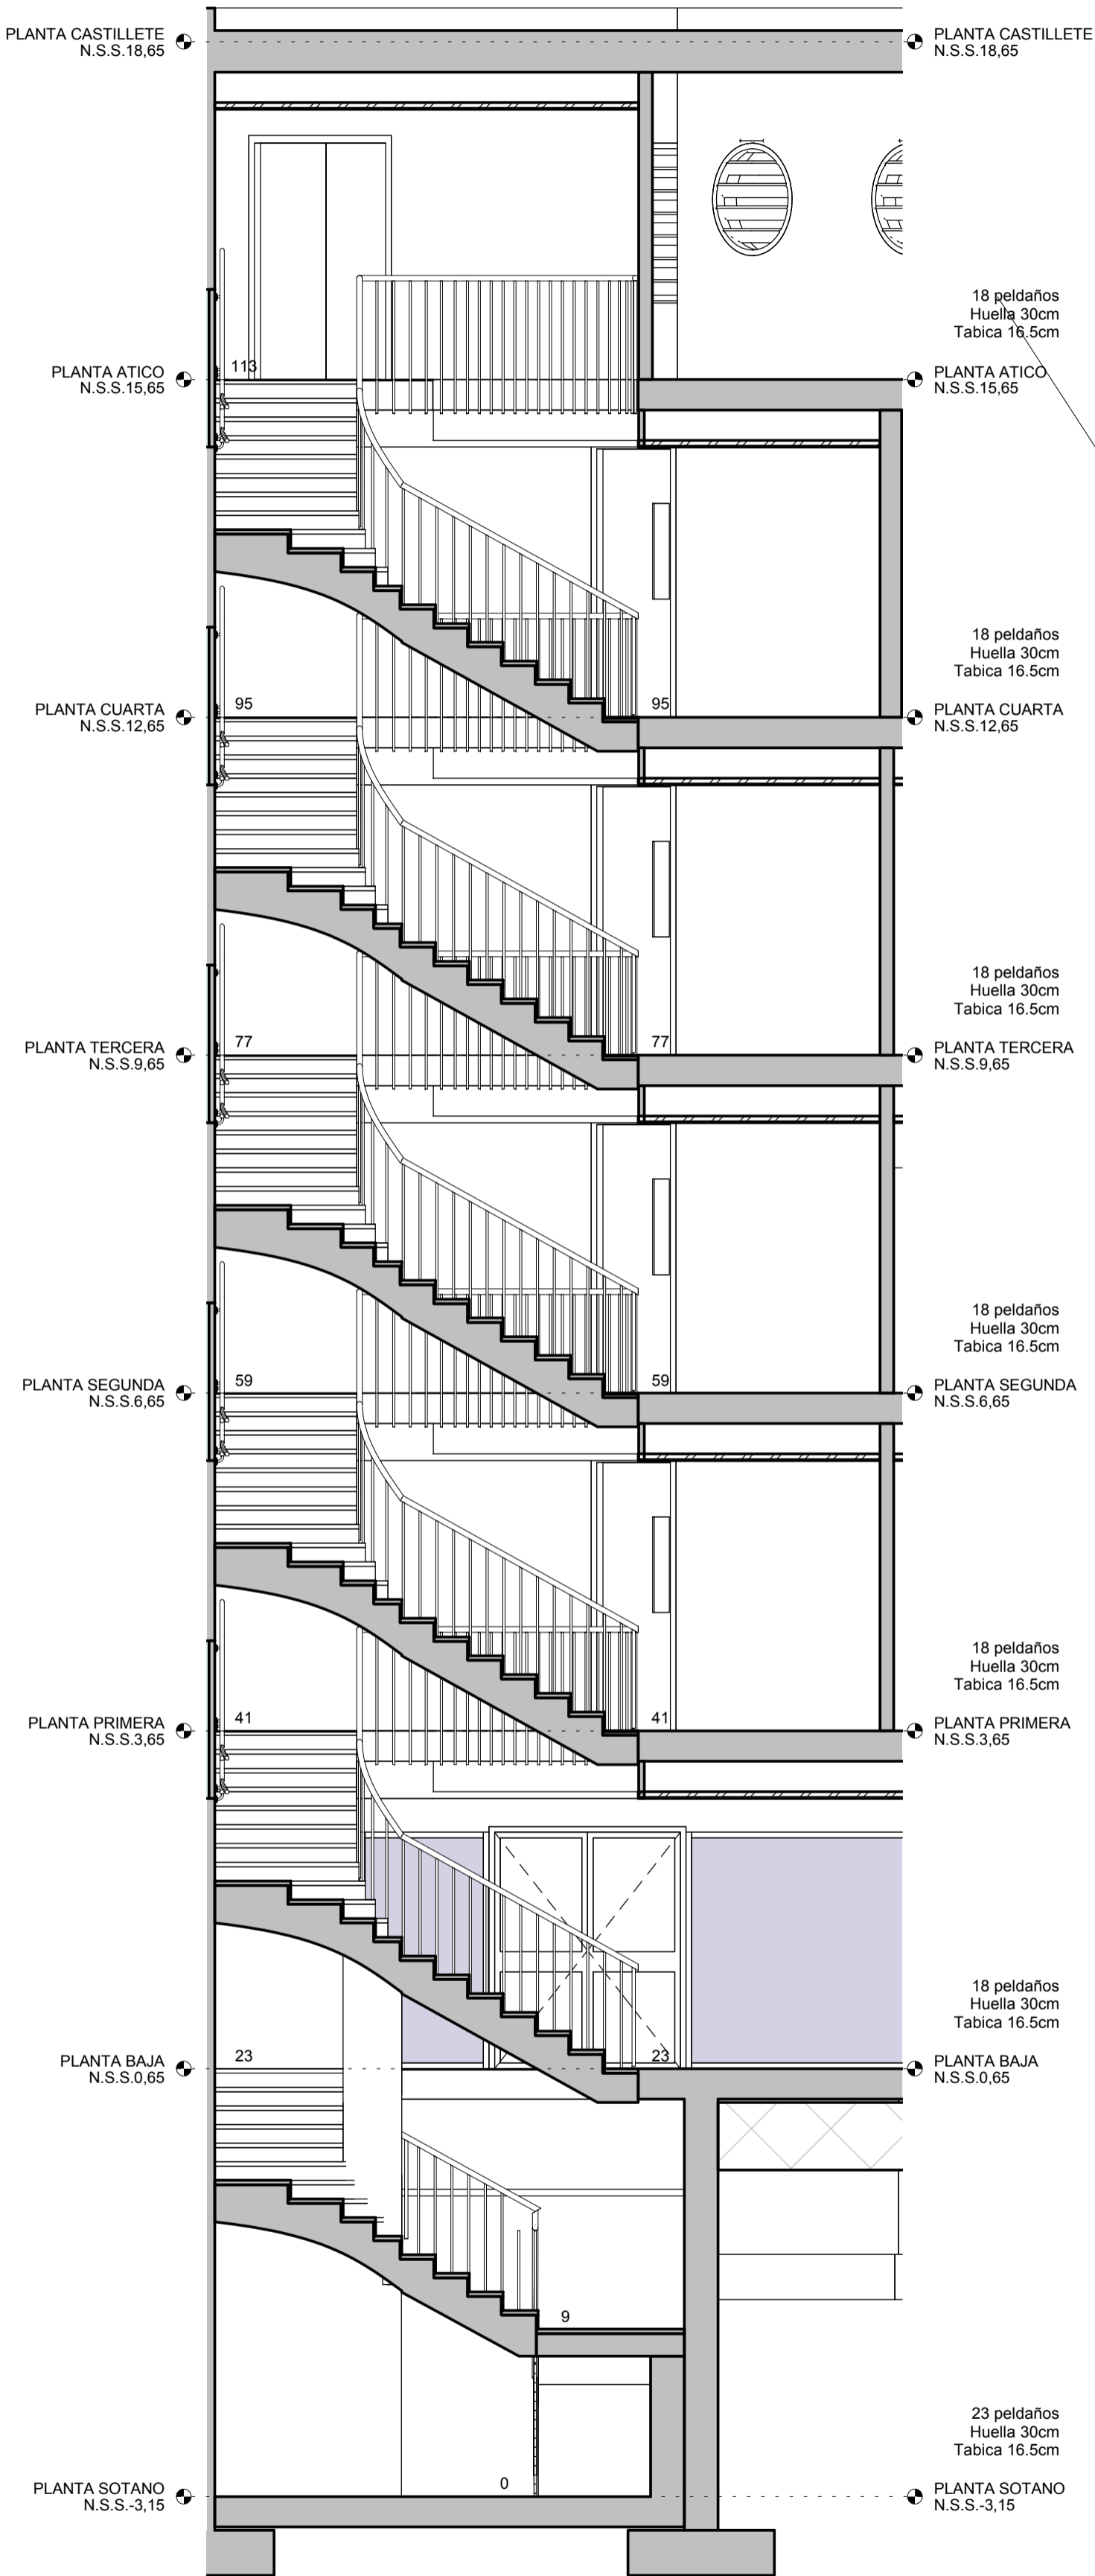 PLANTA CASTILLETE
N.S.S.18,65
PLANTA CASTILLETE
N.S.S.18,65
18 peldaños
Huella 30cm
Tabica 16.5cm
113
PLANTA ATICO
N.S.S.15,65
PLANTA ATICO
N.S.S.15,65
18 peldaños
Huella 30cm
Tabica 16.5cm
95
95
PLANTA CUARTA
N.S.S.12,65
PLANTA CUARTA
N.S.S.12,65
18 peldaños
Huella 30cm
Tabica 16.5cm
77
77
PLANTA TERCERA
N.S.S.9,65
PLANTA TERCERA
N.S.S.9,65
18 peldaños
Huella 30cm
Tabica 16.5cm
59
59
PLANTA SEGUNDA
N.S.S.6,65
PLANTA SEGUNDA
N.S.S.6,65
18 peldaños
Huella 30cm
Tabica 16.5cm
41
41
PLANTA PRIMERA
N.S.S.3,65
PLANTA PRIMERA
N.S.S.3,65
18 peldaños
Huella 30cm
Tabica 16.5cm
23
23
PLANTA BAJA
N.S.S.0,65
PLANTA BAJA
N.S.S.0,65
9
23 peldaños
Huella 30cm
Tabica 16.5cm
0
PLANTA SOTANO
N.S.S.-3,15
PLANTA SOTANO
N.S.S.-3,15